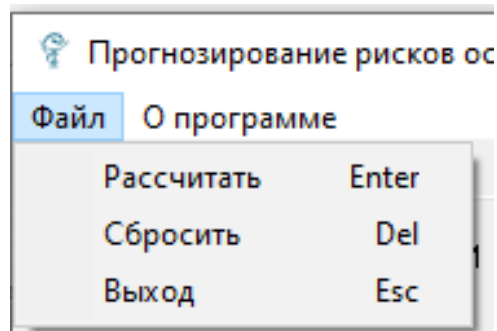 Прогнозирование рисков ос
Файл О программе
Рассчитать Enter
Сбросить Del
Выход Esc